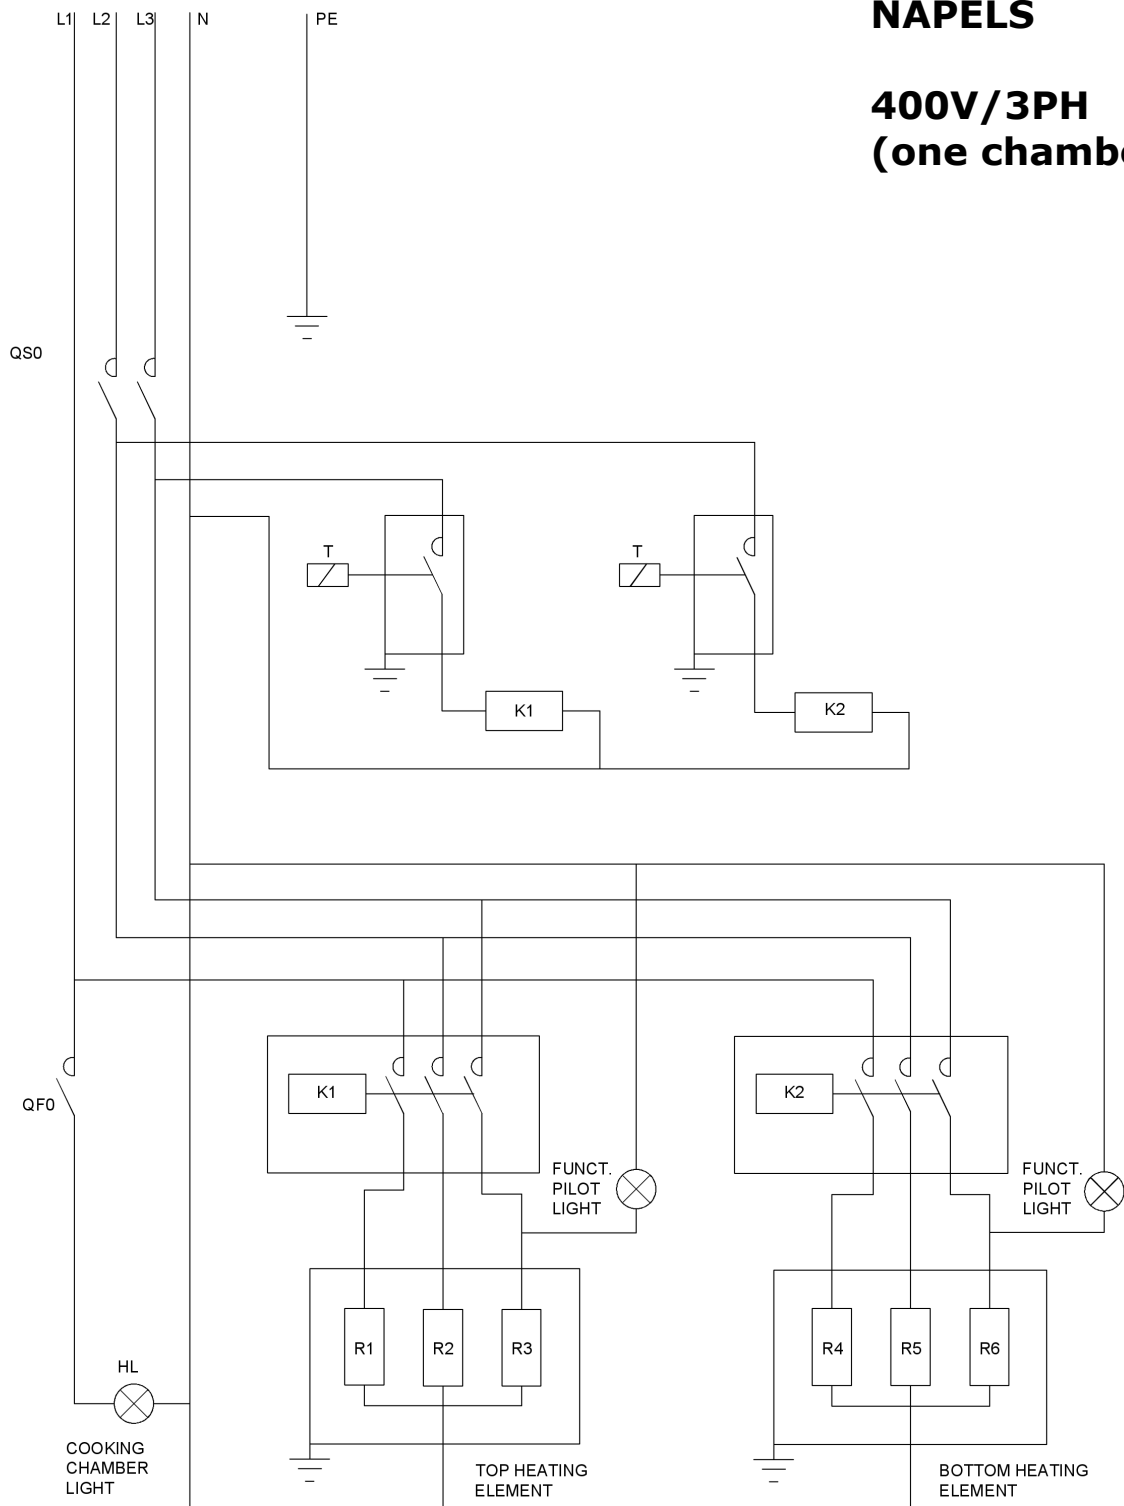 NAPELS
400V/3PH
(one
L1 L2 L3 N PE
QS0
T T
K1 K2
K1 K2
QF0
FUNCT.
PILOT
LIGHT
FUNCT.
PILOT
LIGHT
R1 R2 R3 R4 R5 R6
HL
COOKING
CHAMBER
LIGHT
TOP HEATING
ELEMENT
BOTTOM HEATING
ELEMENT